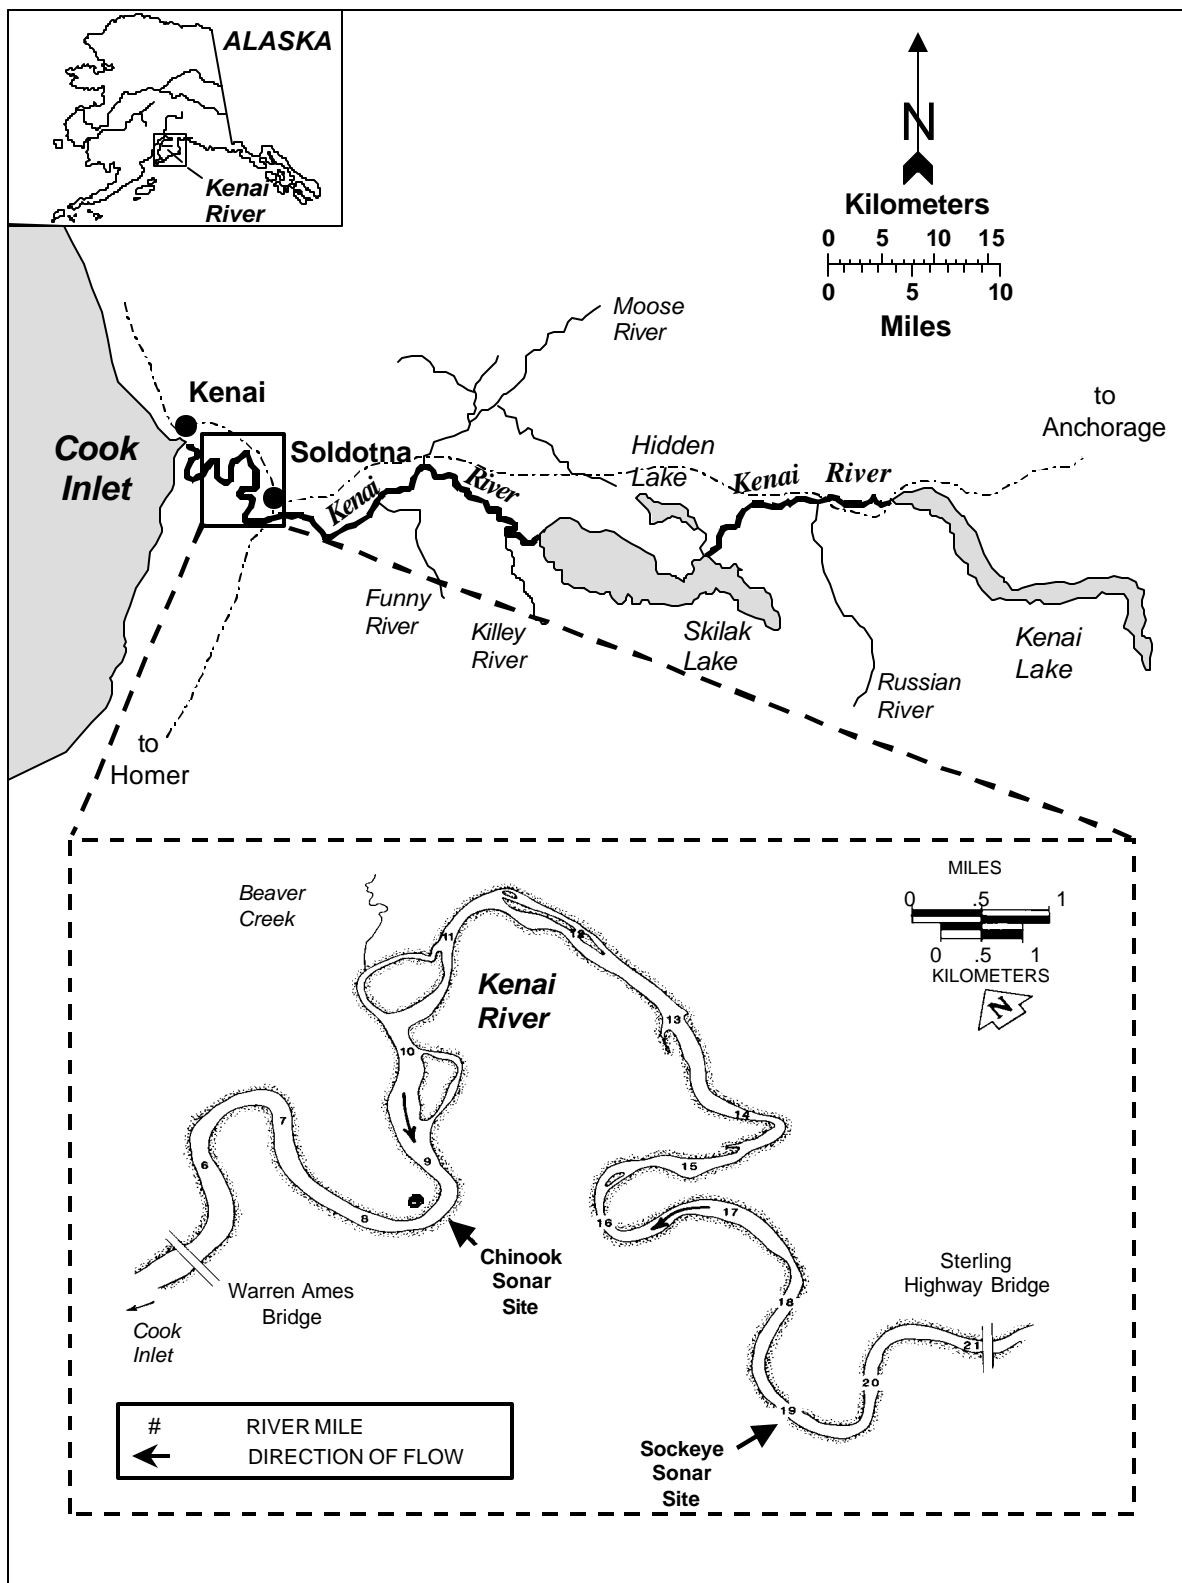 ALASKA
Kenai
River
N
Kilometers
0 5 10 15
0 5 10
Miles
Moose
River
Kenai
to
Anchorage
Cook
Inlet
Soldotna
Hidden
Lake
Kenai River
Kenai River
Funny
River
Killey
River
Skilak
Lake
Kenai
Lake
Russian
River
to
Homer
MILES
0 .5 1
0 .5 1
KILOMETERS
N
Beaver
Creek
Kenai
River
11
12
13
10
14
7
9
15
6
8
16
17
Chinook
Sonar
Site
Sterling
Highway Bridge
Warren Ames
Bridge
18
Cook
Inlet
21
20
19
# RIVER MILE
DIRECTION OF FLOW
Sockeye
Sonar
Site